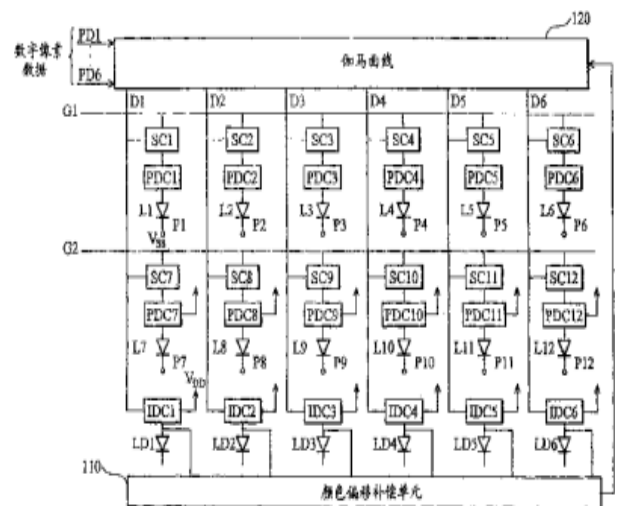 120
数字像素
数据
PD1
PD6
伽马曲线
D1 D2 D3 D4 D5 D6
G1
SC1 SC2 SC3 SC4 SC5 SC6
PDC1 PDC2 PDC3 PDC4 PDC5 PDC6
L1 P1 L2 P2 L3 P3 L4 P4 L5 P5 L6 P6
VSS
G2
SC7 SC8 SC9 SC10 SC11 SC12
PDC7 PDC8 PDC9 PDC10 PDC11 PDC12
L7 P7 L8 P8 L9 P9 L10 P10 L11 P11 L12 P12
VDD
IDC1 IDC2 IDC3 IDC4 IDC5 IDC6
LD1 LD2 LD3 LD4 LD5 LD6
110
颜色偏移补偿单元